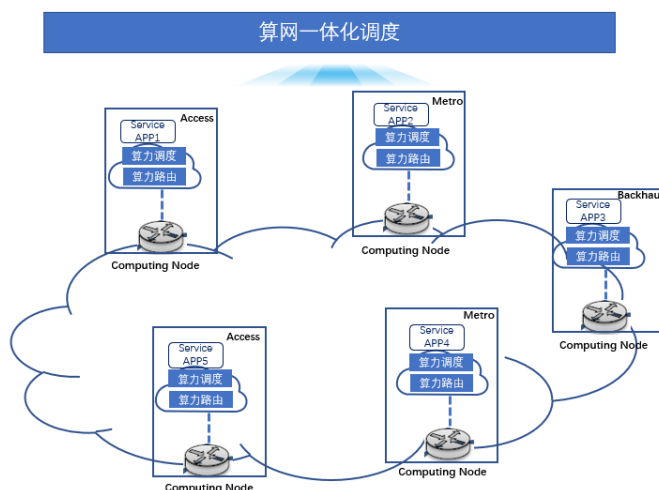 算网一体化调度
Access
Service
APP1
算力调度
算力路由
Computing Node
Metro
Service
APP2
算力调度
算力路由
Computing Node
Backhau
Service
APP3
算力调度
算力路由
Computing Node
Access
Service
APP5
算力调度
算力路由
Computing Node
Metro
Service
APP4
算力调度
算力路由
Computing Node